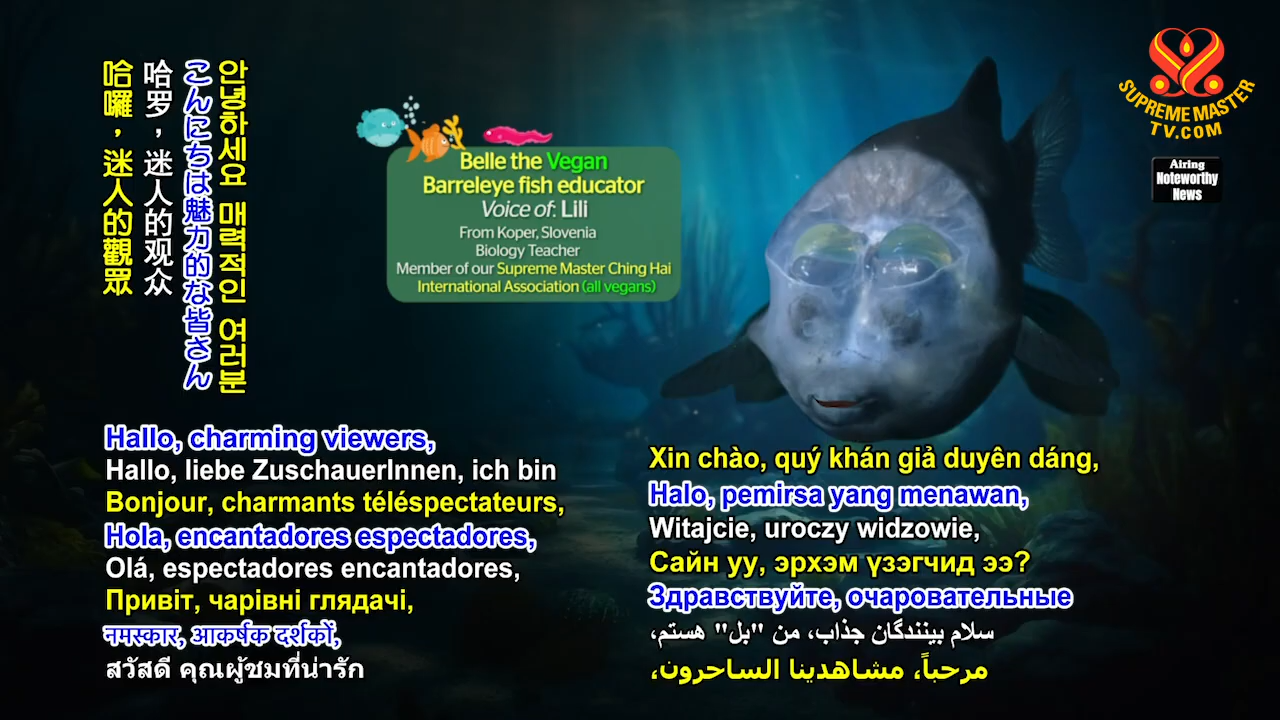 哈囉，迷人的觀眾
哈罗，迷人的观众
こんにちは魅力的な皆さん
안녕하세요 매력적인 여러분
Belle the Vegan
Barreleye fish educator
Voice of: Lili
From Koper, Slovenia
Biology Teacher
Member of our Supreme Master Ching Hai
International Association (all vegans)
SUPREME MASTER
TV.COM
Airing
Noteworthy
News
Hallo, charming viewers,
Hallo, liebe ZuschauerInnen, ich bin
Bonjour, charmants téléspectateurs,
Hola, encantadores espectadores,
Olá, espectadores encantadores,
Привіт, чарівні глядачі,
नमस्कार, आकर्षक दर्शकों,
สวัสดี คุณผู้ชมที่น่ารัก
Xin chào, quý khán giả duyên dáng,
Halo, pemirsa yang menawan,
Witajcie, uroczy widzowie,
Сайн уу, эрхэм үзэгчид ээ?
Здравствуйте, очаровательные
سلام بینندگان جذاب، من "بل" هستم،
مرحباً، مشاهدينا الساحرون،